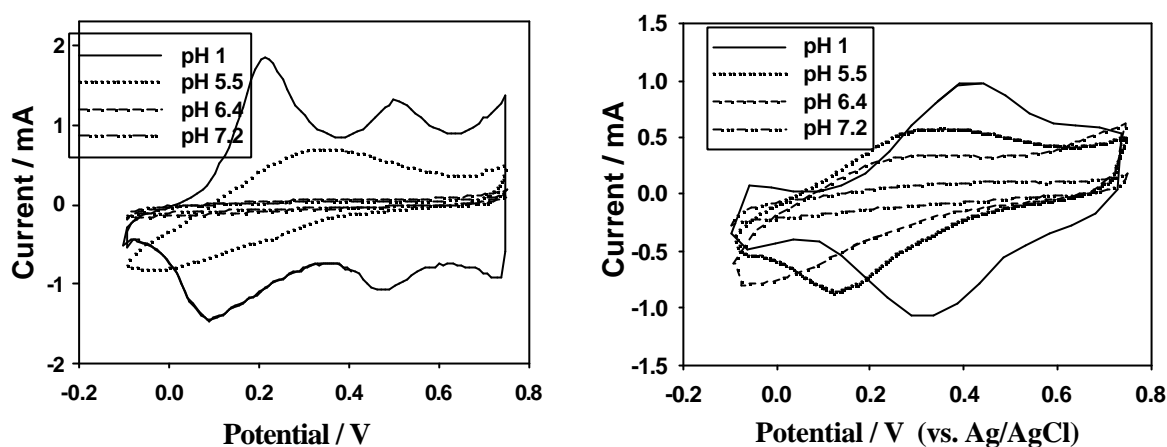 2
1
0
-1
-2
Current / mA
pH 1
pH 5.5
pH 6.4
pH 7.2
-0.2 0.0 0.2 0.4 0.6 0.8
Potential / V
1.5
1.0
0.5
0.0
-0.5
-1.0
-1.5
Current / mA
pH 1
pH 5.5
pH 6.4
pH 7.2
-0.2 0.0 0.2 0.4 0.6 0.8
Potential / V (vs. Ag/AgCl)